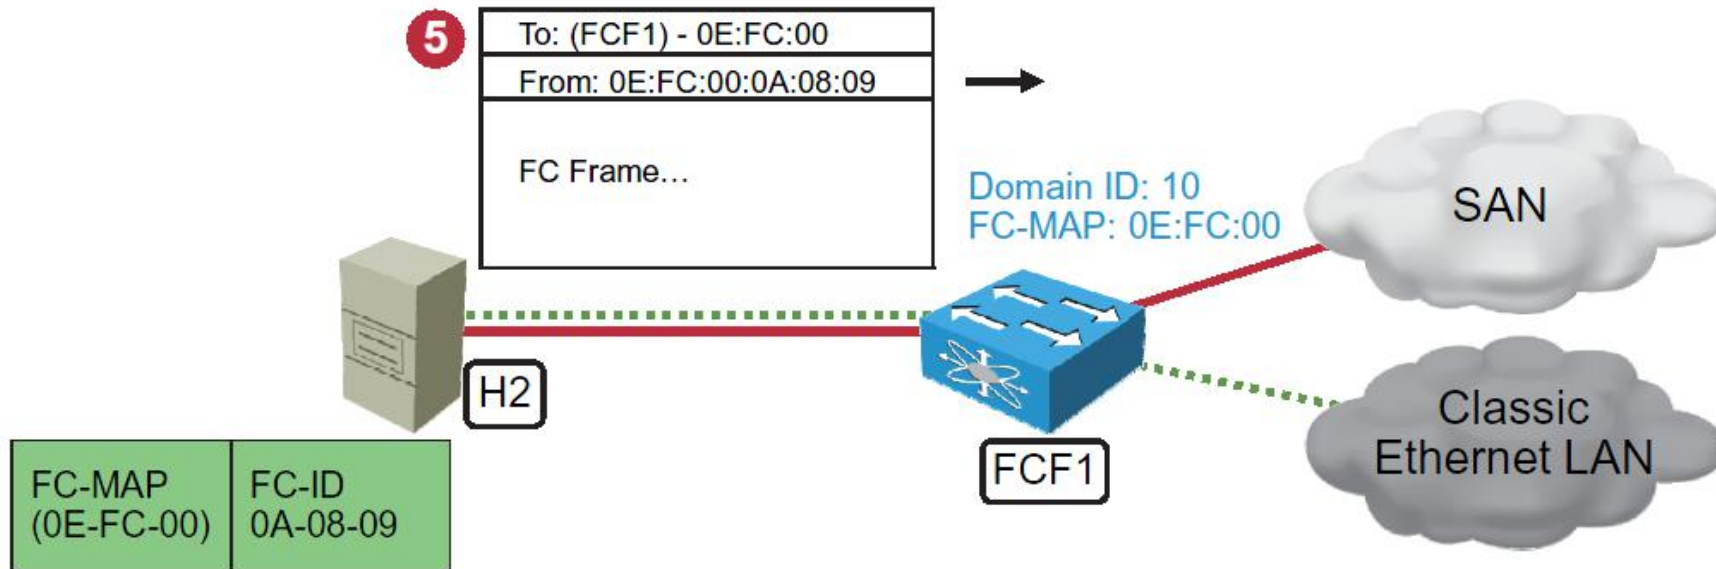 5
To: (FCF1) - 0E:FC:00
From: 0E:FC:00:0A:08:09
FC Frame...
Domain ID: 10
FC-MAP: 0E:FC:00
SAN
H2
FCF1
Classic
Ethernet LAN
FC-MAP
(0E-FC-00)
FC-ID
0A-08-09